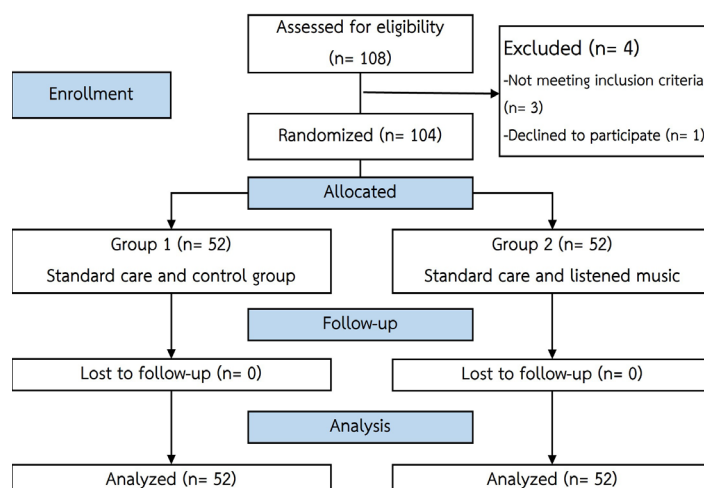 Assessed for eligibility
(n= 108)
Excluded (n= 4)
-Not meeting inclusion criteria
(n= 3)
-Declined to participate (n= 1)
Enrollment
Randomized (n= 104)
Allocated
Group 1 (n= 52)
Standard care and control group
Group 2 (n= 52)
Standard care and listened music
Follow-up
Lost to follow-up (n= 0)
Lost to follow-up (n= 0)
Analysis
Analyzed (n= 52)
Analyzed (n= 52)